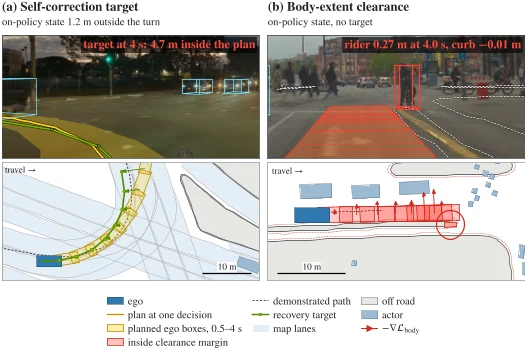 (a) Self-correction target
on-policy state 1.2 m outside the turn
target at 4 s: 4.7 m inside the plan
travel →
10 m
(b) Body-extent clearance
on-policy state, no target
rider 0.27 m at 4.0 s, curb −0.01 m
travel →
10 m
ego
plan at one decision
planned ego boxes, 0.5–4 s
inside clearance margin
demonstrated path
recovery target
map lanes
off road
actor
−∇ℒbody